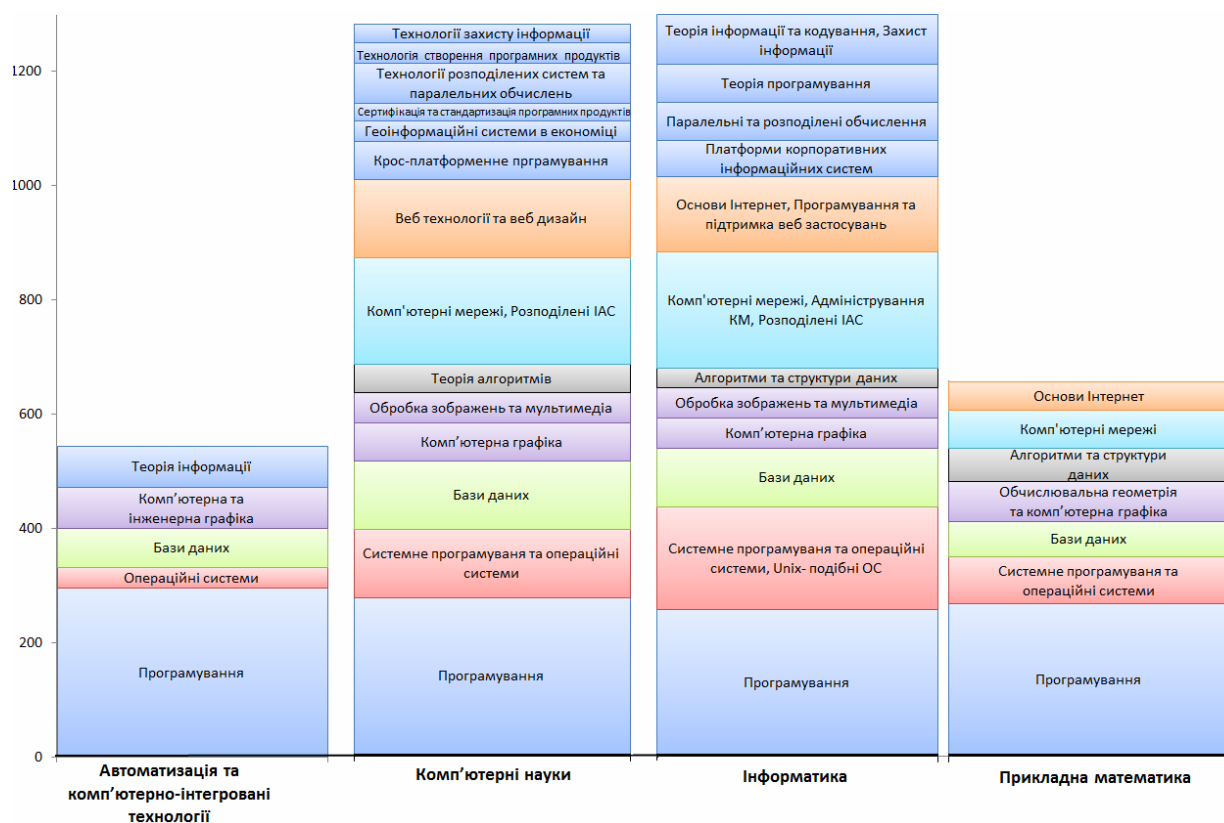 1200
1000
800
600
400
200
0
Теорія інформації
Комп’ютерна та
інженерна графіка
Бази даних
Операційні системи
Програмування
Автоматизація та
комп’ютерно-інтегровані
технології
Технології захисту інформації
Технологія створення програмних продуктів
Технології розподілених систем та
паралельних обчислень
Сертифікація та стандартизація програмних продуктів
Геоінформаційні системи в економіці
Крос-платформенне прграмування
Веб технології та веб дизайн
Комп'ютерні мережі, Розподілені ІАС
Теорія алгоритмів
Обробка зображень та мультимедіа
Комп’ютерна графіка
Бази даних
Системне програмуваня та операційні
системи
Програмування
Комп’ютерні науки
Теорія інформації та кодування, Захист
інформації
Теорія програмування
Паралельні та розподілені обчислення
Платформи корпоративних
інформаційних систем
Основи Інтернет, Програмування та
підтримка веб застосувань
Комп'ютерні мережі, Адміністрування
КМ, Розподілені ІАС
Алгоритми та структури даних
Обробка зображень та мультимедіа
Комп’ютерна графіка
Бази даних
Системне програмуваня та операційні
системи, Unix- подібні ОС
Програмування
Інформатика
Основи Інтернет
Комп'ютерні мережі
Алгоритми та структури
даних
Обчислювальна геометрія
та комп’ютерна графіка
Бази даних
Системне програмуваня та
операційні системи
Програмування
Прикладна математика